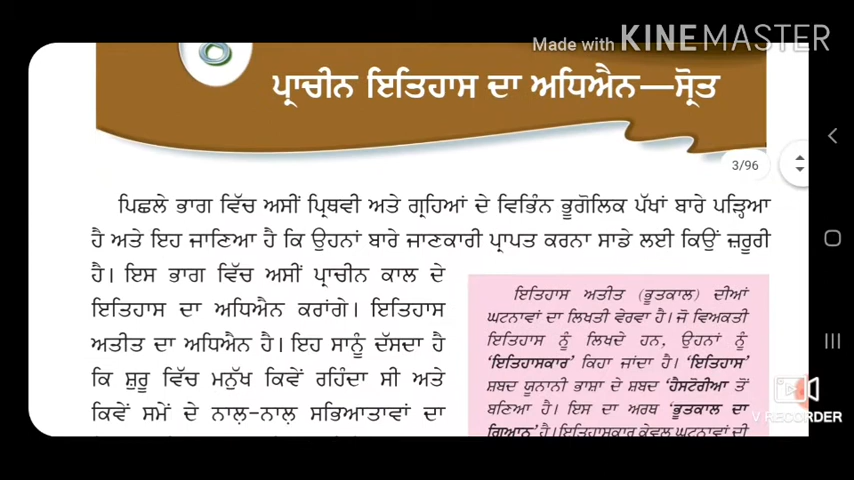 Made with KINEMASTER
8
ਪ੍ਰਾਚੀਨ ਇਤਿਹਾਸ ਦਾ ਅਧਿਐਨ—ਸ੍ਰੋਤ
3/96
ਪਿਛਲੇ ਭਾਗ ਵਿੱਚ ਅਸੀਂ ਪ੍ਰਿਥਵੀ ਅਤੇ ਗ੍ਰਹਿਆਂ ਦੇ ਵਿਭਿੰਨ ਭੂਗੋਲਿਕ ਪੱਖਾਂ ਬਾਰੇ ਪੜ੍ਹਿਆ
ਹੈ ਅਤੇ ਇਹ ਜਾਣਿਆ ਹੈ ਕਿ ਉਹਨਾਂ ਬਾਰੇ ਜਾਣਕਾਰੀ ਪ੍ਰਾਪਤ ਕਰਨਾ ਸਾਡੇ ਲਈ ਕਿਉਂ ਜ਼ਰੂਰੀ
ਹੈ। ਇਸ ਭਾਗ ਵਿੱਚ ਅਸੀਂ ਪ੍ਰਾਚੀਨ ਕਾਲ ਦੇ
ਇਤਿਹਾਸ ਦਾ ਅਧਿਐਨ ਕਰਾਂਗੇ। ਇਤਿਹਾਸ
ਅਤੀਤ ਦਾ ਅਧਿਐਨ ਹੈ। ਇਹ ਸਾਨੂੰ ਦੱਸਦਾ ਹੈ
ਕਿ ਸ਼ੁਰੂ ਵਿੱਚ ਮਨੁੱਖ ਕਿਵੇਂ ਰਹਿੰਦਾ ਸੀ ਅਤੇ
ਕਿਵੇਂ ਸਮੇਂ ਦੇ ਨਾਲ਼-ਨਾਲ਼ ਸਭਿਆਤਾਵਾਂ ਦਾ
ਇਤਿਹਾਸ ਅਤੀਤ (ਭੂਤਕਾਲ) ਦੀਆਂ
ਘਟਨਾਵਾਂ ਦਾ ਲਿਖਤੀ ਵੇਰਵਾ ਹੈ। ਜੋ ਵਿਅਕਤੀ
ਇਤਿਹਾਸ ਨੂੰ ਲਿਖਦੇ ਹਨ, ਉਹਨਾਂ ਨੂੰ
'ਇਤਿਹਾਸਕਾਰ' ਕਿਹਾ ਜਾਂਦਾ ਹੈ। 'ਇਤਿਹਾਸ'
ਸ਼ਬਦ ਯੂਨਾਨੀ ਭਾਸ਼ਾ ਦੇ ਸ਼ਬਦ 'ਹੈਸਟੋਰੀਆ' ਤੋਂ
ਬਣਿਆ ਹੈ। ਇਸ ਦਾ ਅਰਥ 'ਭੂਤਕਾਲ ਦਾ
ਗਿਆਨ' ਹੈ। ਇਤਿਹਾਸਕਾਰ ਕੇਵਲ ਘਟਨਾਵਾਂ ਦੀ
V.RECORDER